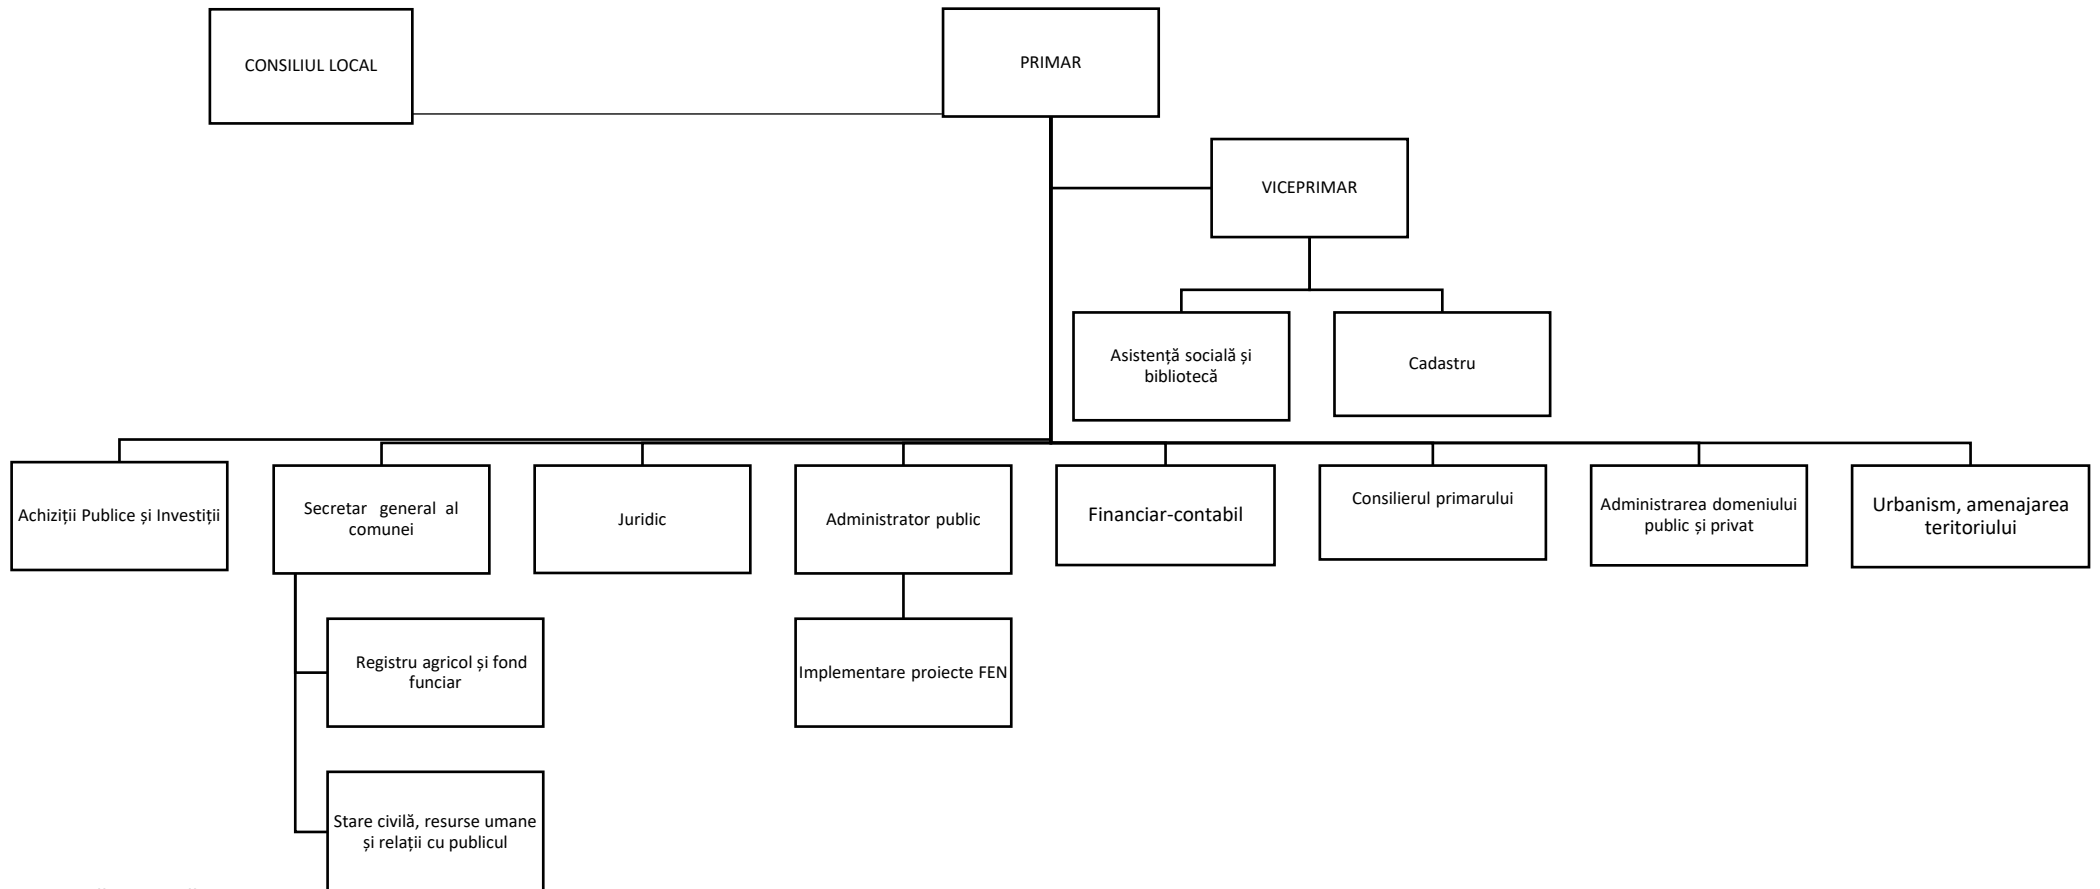 CONSILIUL LOCAL
PRIMAR
VICEPRIMAR
Asistență socială și
bibliotecă
Cadastru
Achiziții Publice și Investiții
Secretar general al
comunei
Juridic
Administrator public
Financiar-contabil
Consilierul primarului
Administrarea domeniului
public și privat
Urbanism, amenajarea
teritoriului
Registru agricol și fond
funciar
Implementare proiecte FEN
Stare civilă, resurse umane
și relații cu publicul